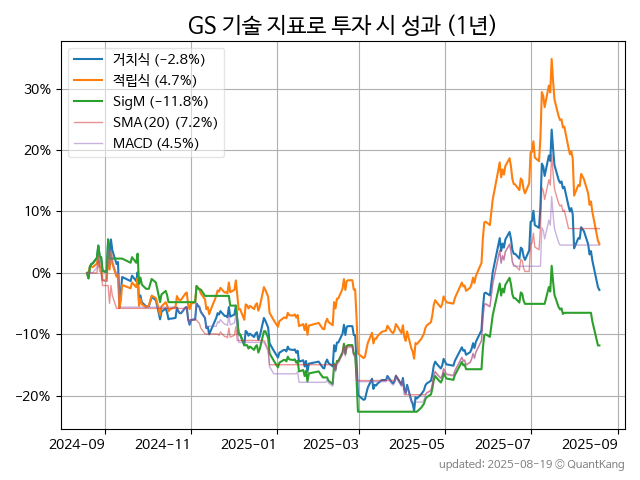 GS 기술 지표로 투자 시 성과 (1년)
거치식 (−2.8%)
적립식 (4.7%)
SigM (−11.8%)
SMA(20) (7.2%)
MACD (4.5%)
30%
20%
10%
0%
−10%
−20%
2024-09 2024-11 2025-01 2025-03 2025-05 2025-07 2025-09
updated: 2025-08-19 © QuantKang